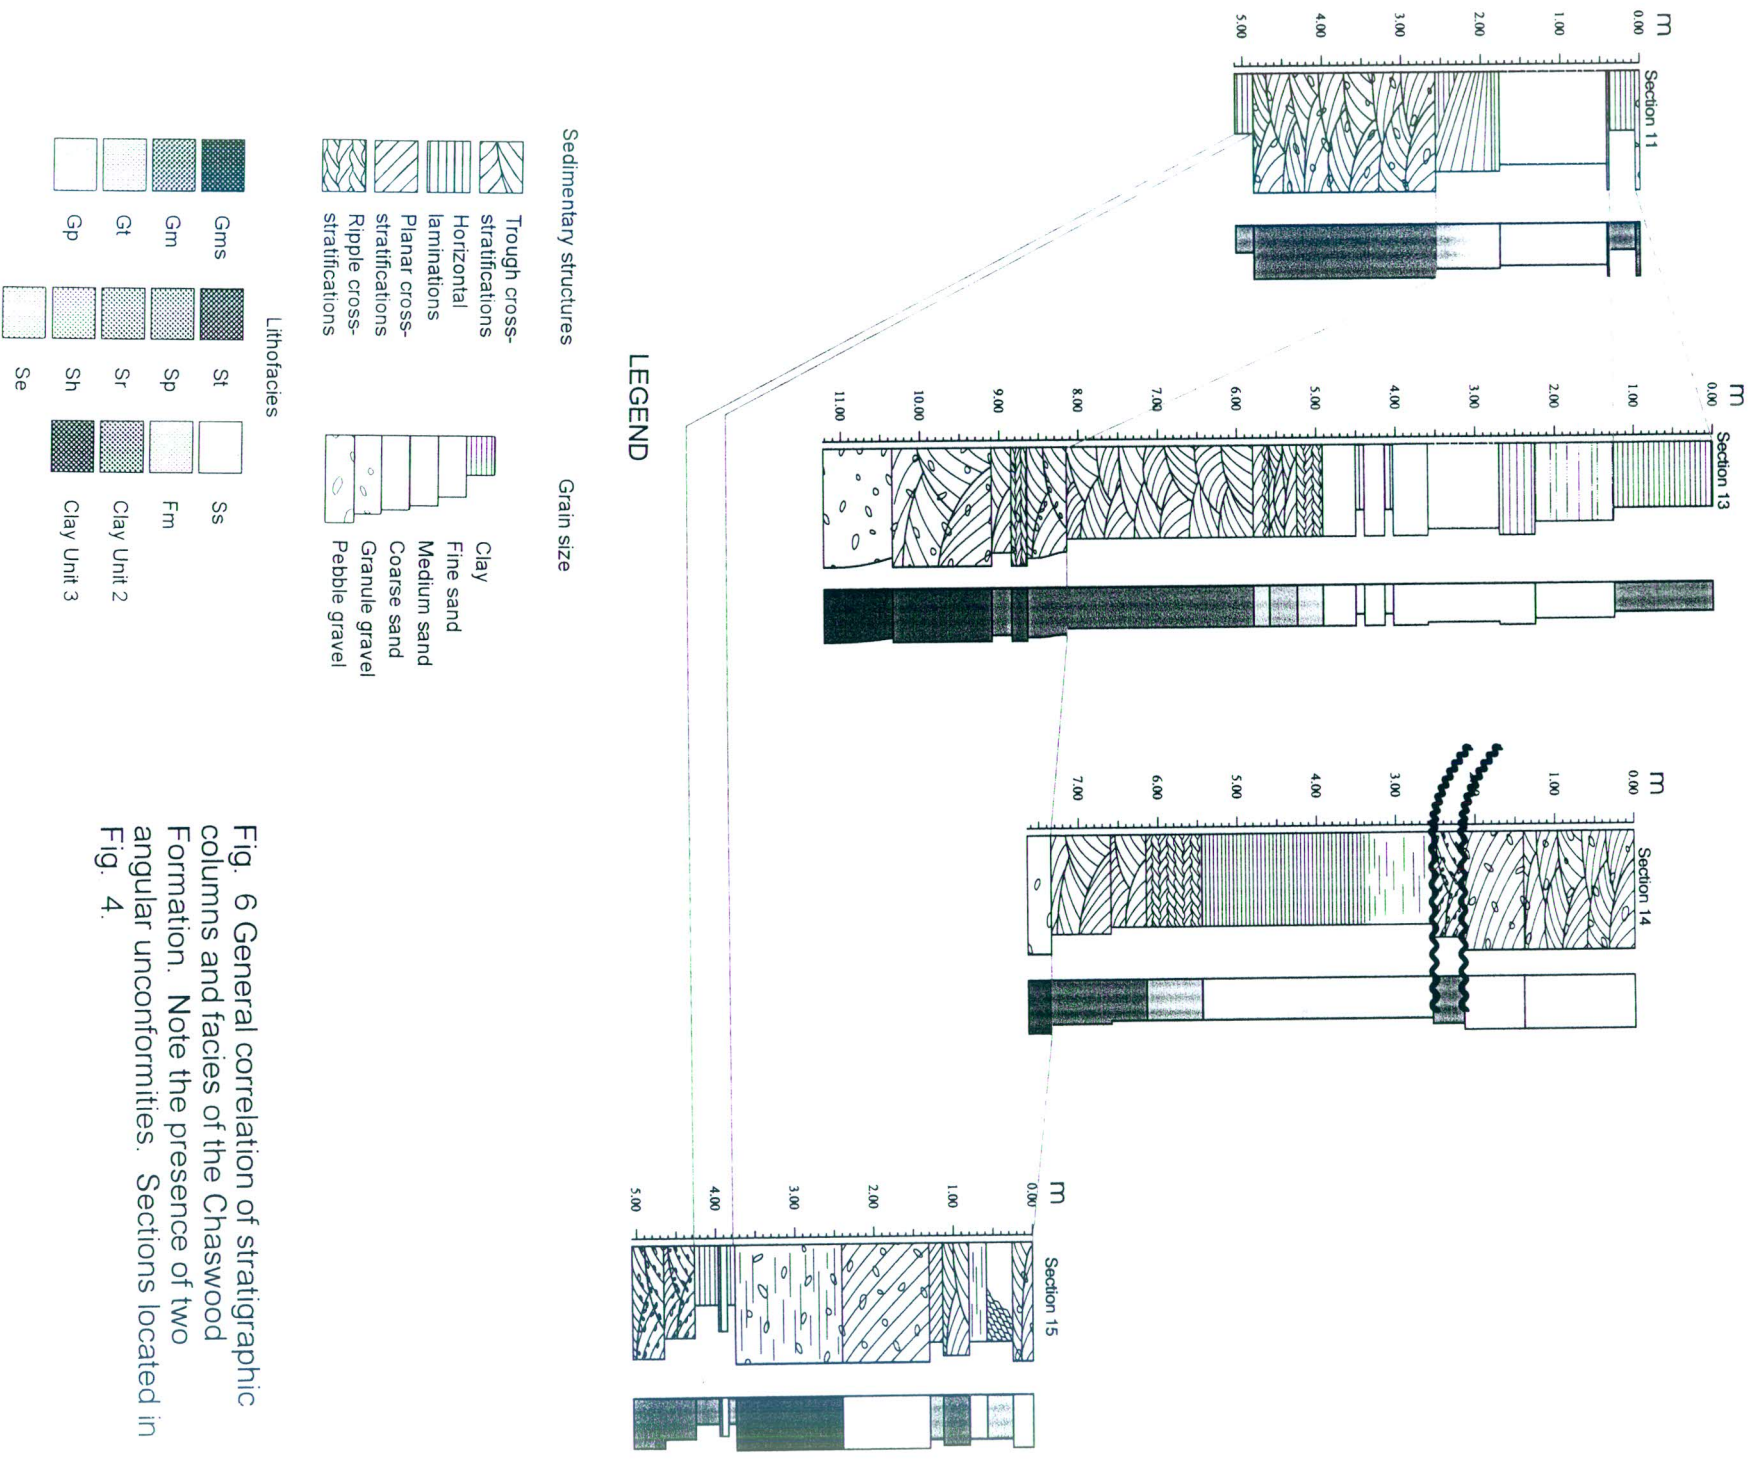 m
Section 11
0.00
1.00
2.00
3.00
4.00
5.00
m
Section 13
0.00
1.00
2.00
3.00
4.00
5.00
6.00
7.00
8.00
9.00
10.00
11.00
m
Section 14
0.00
1.00
3.00
4.00
5.00
6.00
7.00
m
Section 15
0.00
1.00
2.00
3.00
4.00
5.00
LEGEND
Sedimentary structures
Trough cross-
stratifications
Horizontal
laminations
Planar cross-
stratifications
Ripple cross-
stratifications
Grain size
Clay
Fine sand
Medium sand
Coarse sand
Granule gravel
Pebble gravel
Lithofacies
Gms
Gm
Gt
Gp
St
Sp
Sr
Sh
Se
Ss
Fm
Clay Unit 2
Clay Unit 3
Fig. 6 General correlation of stratigraphic
columns and facies of the Chaswood
Formation. Note the presence of two
angular unconformities. Sections located in
Fig. 4.